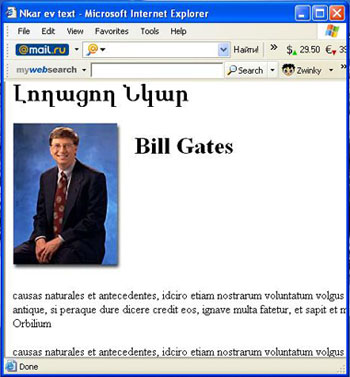 Nkar ev text - Microsoft Internet Explorer
File Edit View Favorites Tools Help
@mail.ru Найти! » $ 29.50 € 39
mywebsearch Search » Zwinky »
Լողացող Նկար
Bill Gates
causas naturales et antecedentes, idciro etiam nostrarum voluntatum volgus
antique, si peraque dure dicere credit eos, ignave multa fatetur, et sapit et m
Orbilium
causas naturales et antecedentes, idciro etiam nostrarum voluntatum volgus
Done